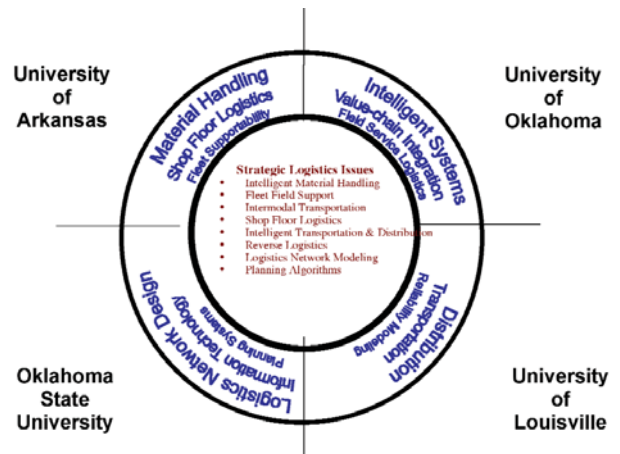 University
of
Arkansas
Material Handling
Shop Floor Logistics
Fleet Supportability
Intelligent Systems
Value-chain Integration
Field Service Logistics
University
of
Oklahoma
Strategic Logistics Issues
• Intelligent Material Handling
• Fleet Field Support
• Intermodal Transportation
• Shop Floor Logistics
• Intelligent Transportation & Distribution
• Reverse Logistics
• Logistics Network Modeling
• Planning Algorithms
Oklahoma
State
University
Logistics Network Design
Information Technology
Planning Systems
Distribution
Transportation
Reliability Modeling
University
of
Louisville